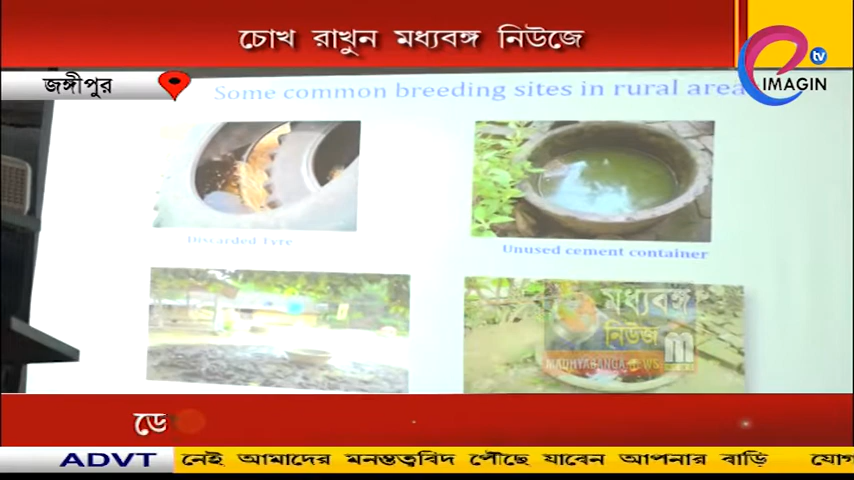 চোখ রাখুন মধ্যবঙ্গ নিউজে
tv
IMAGIN
জঙ্গীপুর
Some common breeding sites in rural area
Discarded Tyre
Unused cement container
মধ্যবঙ্গ
নিউজ
MADHYABANGA NEWS
ADVT
নেই আমাদের মনস্তত্ত্ববিদ পৌঁছে যাবেন আপনার বাড়ি